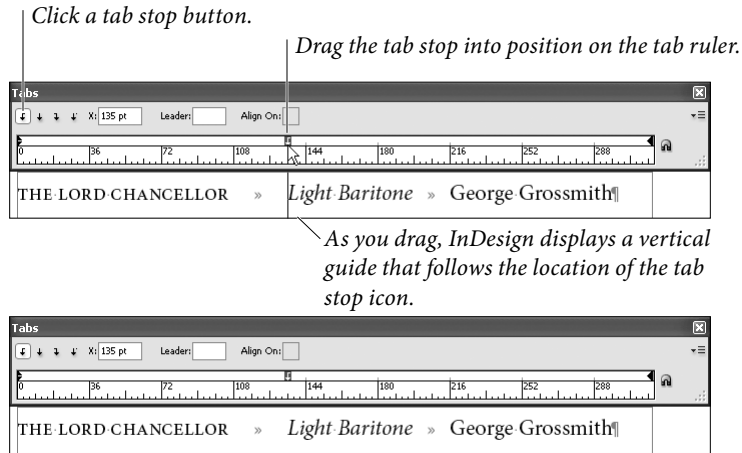 Click a tab stop button.
Drag the tab stop into position on the tab ruler.
Tabs
X: 135 pt Leader: Align On:
0 36 72 108 144 180 216 252 288
THE·LORD·CHANCELLOR » Light·Baritone » George·Grossmith¶
As you drag, InDesign displays a vertical
guide that follows the location of the tab
stop icon.
Tabs
X: 135 pt Leader: Align On:
0 36 72 108 144 180 216 252 288
THE·LORD·CHANCELLOR » Light·Baritone » George·Grossmith¶